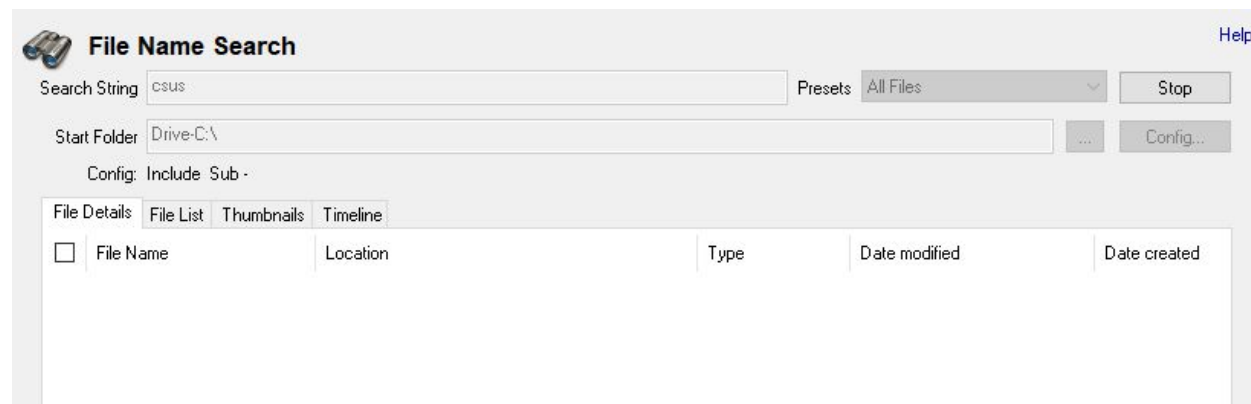 File Name Search
Help
Search String csus Presets All Files Stop
Start Folder Drive-C:\ ... Config...
Config: Include Sub -
File Details File List Thumbnails Timeline
File Name Location Type Date modified Date created